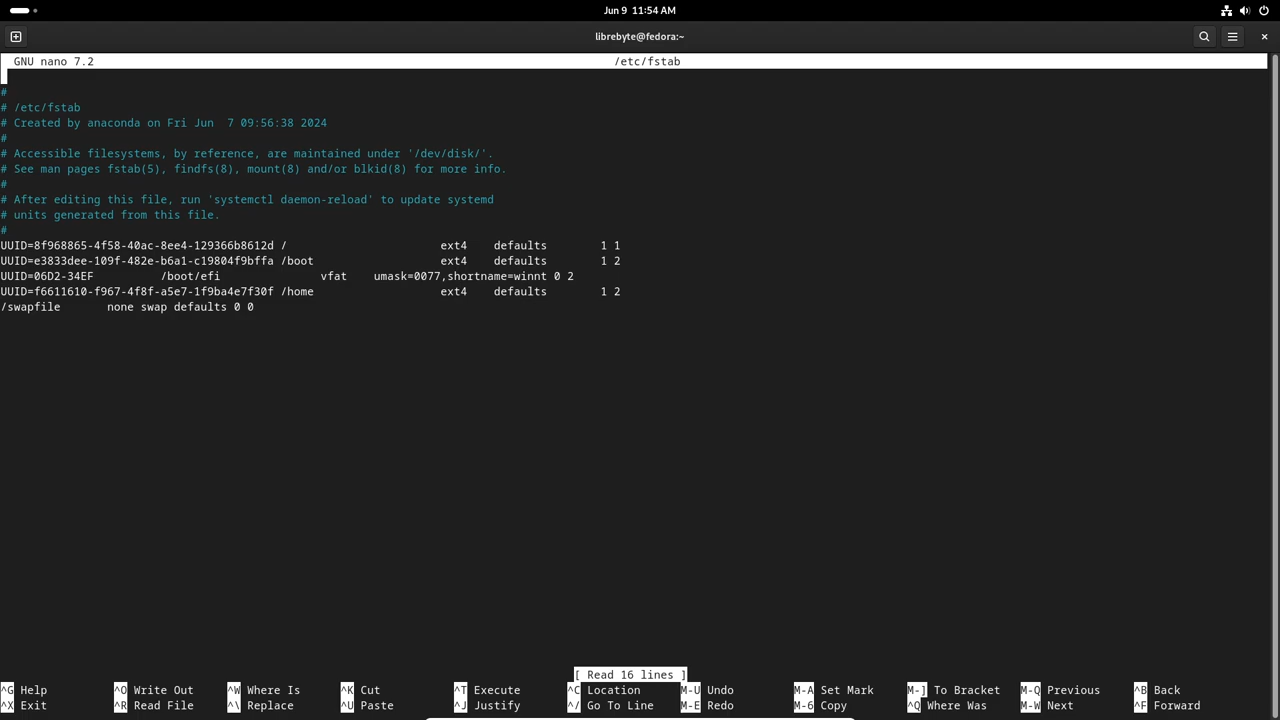 Jun 9 11:54 AM
librebyte@fedora:~
GNU nano 7.2 /etc/fstab
#
# /etc/fstab
# Created by anaconda on Fri Jun  7 09:56:38 2024
#
# Accessible filesystems, by reference, are maintained under '/dev/disk/'.
# See man pages fstab(5), findfs(8), mount(8) and/or blkid(8) for more info.
#
# After editing this file, run 'systemctl daemon-reload' to update systemd
# units generated from this file.
#
UUID=8f968865-4f58-40ac-8ee4-129366b8612d /                       ext4    defaults        1 1
UUID=e3833dee-109f-482e-b6a1-c19804f9bffa /boot                   ext4    defaults        1 2
UUID=06D2-34EF          /boot/efi               vfat    umask=0077,shortname=winnt 0 2
UUID=f6611610-f967-4f8f-a5e7-1f9ba4e7f30f /home                   ext4    defaults        1 2
/swapfile       none swap defaults 0 0
[ Read 16 lines ]
^G Help ^O Write Out ^W Where Is ^K Cut ^T Execute ^C Location M-U Undo M-A Set Mark M-] To Bracket M-Q Previous ^B Back
^X Exit ^R Read File ^\ Replace ^U Paste ^J Justify ^/ Go To Line M-E Redo M-6 Copy ^Q Where Was M-W Next ^F Forward